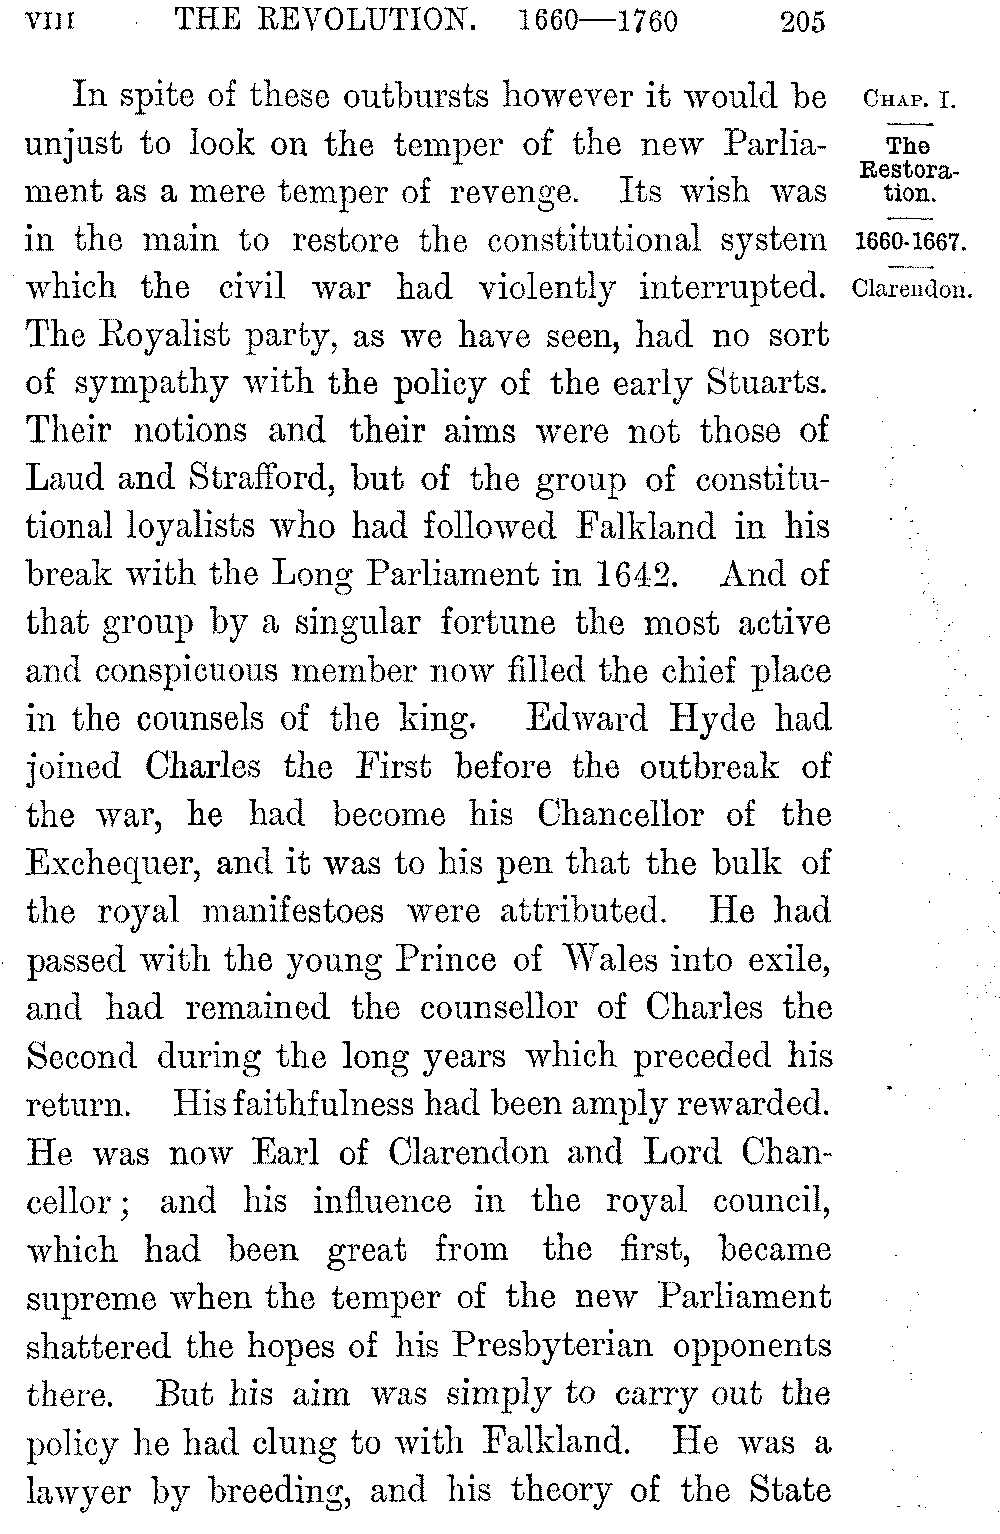 VIII THE REVOLUTION. 1660—1760 205
In spite of these outbursts however it would be
unjust to look on the temper of the new Parlia-
ment as a mere temper of revenge. Its wish was
in the main to restore the constitutional system
which the civil war had violently interrupted.
The Royalist party, as we have seen, had no sort
of sympathy with the policy of the early Stuarts.
Their notions and their aims were not those of
Laud and Strafford, but of the group of constitu-
tional loyalists who had followed Falkland in his
break with the Long Parliament in 1642. And of
that group by a singular fortune the most active
and conspicuous member now filled the chief place
in the counsels of the king. Edward Hyde had
joined Charles the First before the outbreak of
the war, he had become his Chancellor of the
Exchequer, and it was to his pen that the bulk of
the royal manifestoes were attributed. He had
passed with the young Prince of Wales into exile,
and had remained the counsellor of Charles the
Second during the long years which preceded his
return. His faithfulness had been amply rewarded.
He was now Earl of Clarendon and Lord Chan-
cellor; and his influence in the royal council,
which had been great from the first, became
supreme when the temper of the new Parliament
shattered the hopes of his Presbyterian opponents
there. But his aim was simply to carry out the
policy he had clung to with Falkland. He was a
lawyer by breeding, and his theory of the State
CHAP. I.
The
Restora-
tion.
1660-1667.
Clarendon.